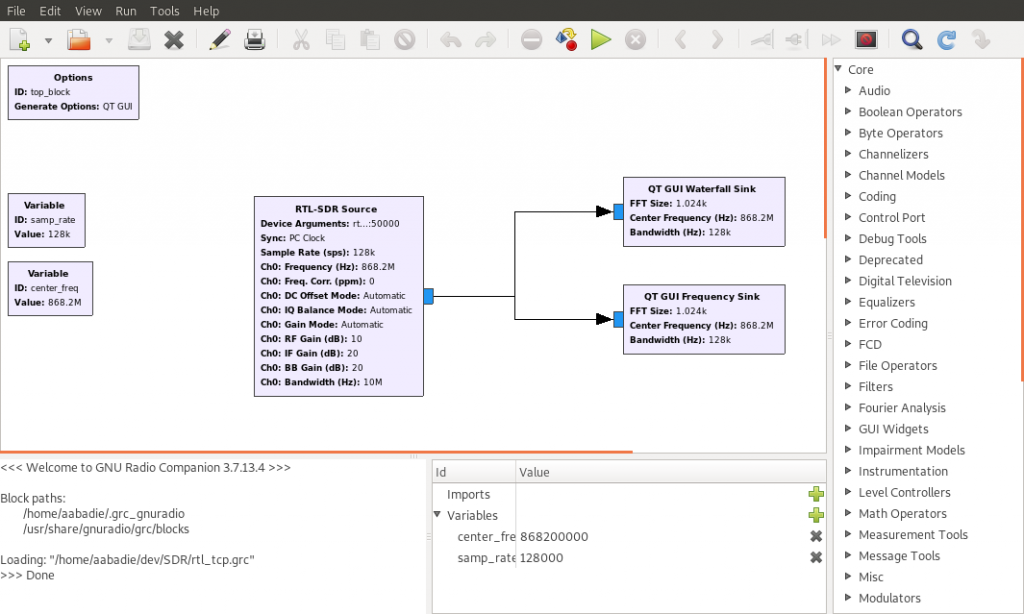 File Edit View Run Tools Help
Options
ID: top_block
Generate Options: QT GUI
Variable
ID: samp_rate
Value: 128k
Variable
ID: center_freq
Value: 868.2M
RTL-SDR Source
Device Arguments: rt...:50000
Sync: PC Clock
Sample Rate (sps): 128k
Ch0: Frequency (Hz): 868.2M
Ch0: Freq. Corr. (ppm): 0
Ch0: DC Offset Mode: Automatic
Ch0: IQ Balance Mode: Automatic
Ch0: Gain Mode: Automatic
Ch0: RF Gain (dB): 10
Ch0: IF Gain (dB): 20
Ch0: BB Gain (dB): 20
Ch0: Bandwidth (Hz): 10M
QT GUI Waterfall Sink
FFT Size: 1.024k
Center Frequency (Hz): 868.2M
Bandwidth (Hz): 128k
QT GUI Frequency Sink
FFT Size: 1.024k
Center Frequency (Hz): 868.2M
Bandwidth (Hz): 128k
Core
Audio
Boolean Operators
Byte Operators
Channelizers
Channel Models
Coding
Control Port
Debug Tools
Deprecated
Digital Television
Equalizers
Error Coding
FCD
File Operators
Filters
Fourier Analysis
GUI Widgets
Impairment Models
Instrumentation
Level Controllers
Math Operators
Measurement Tools
Message Tools
Misc
Modulators
<<< Welcome to GNU Radio Companion 3.7.13.4 >>>
Block paths:
/home/aabadie/.grc_gnuradio
/usr/share/gnuradio/grc/blocks
Loading: "/home/aabadie/dev/SDR/rtl_tcp.grc"
>>> Done
Id Value
Imports
Variables
center_fre 868200000
samp_rate 128000